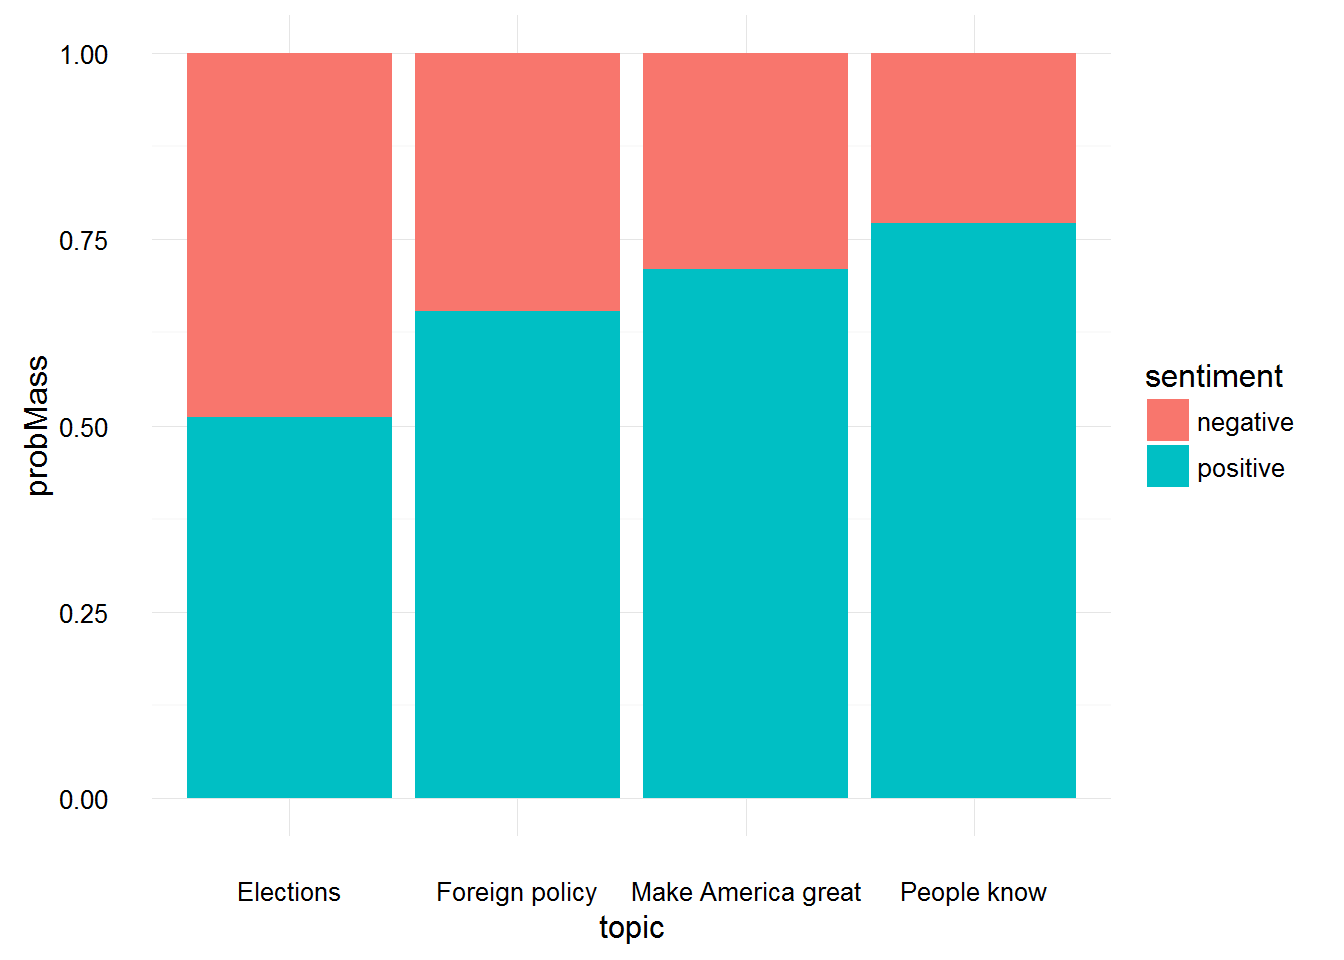 1.00
0.75
0.50
0.25
0.00
probMass
Elections
Foreign policy
Make America great
People know
topic
sentiment
negative
positive